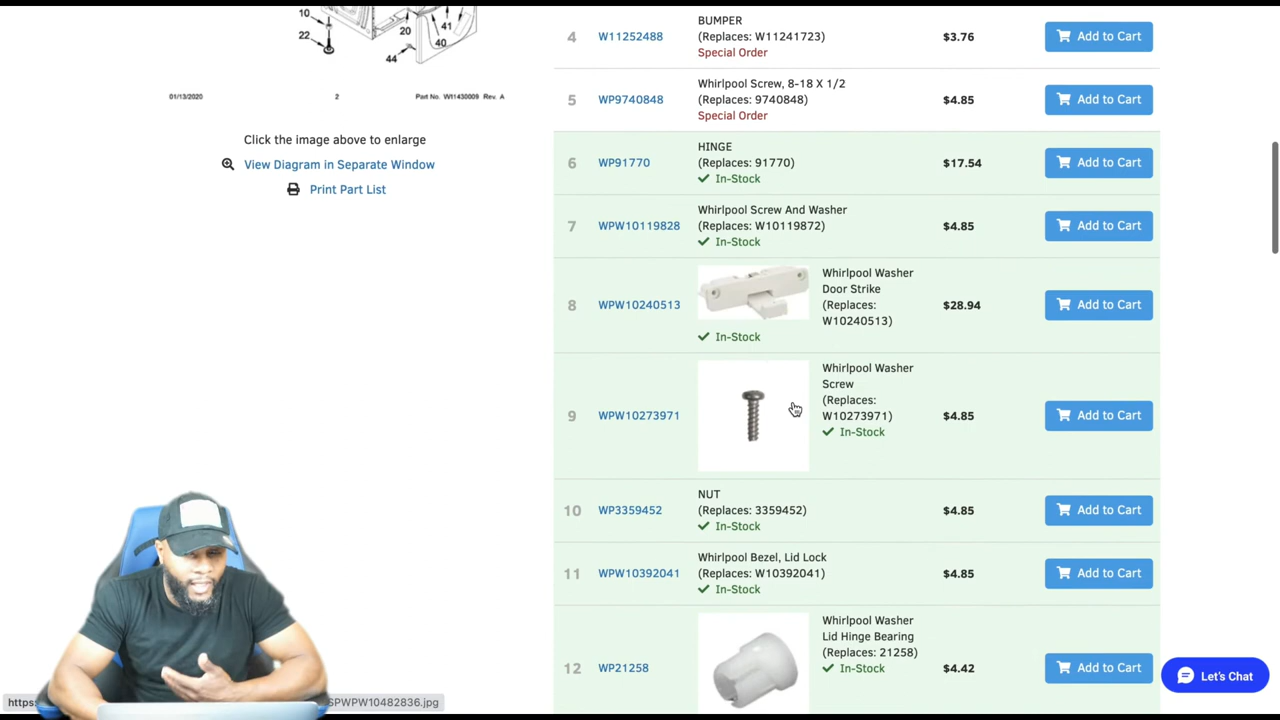 10
22
20
41
40
44
01/13/2020
2
Part No. W11430009 Rev. A
Click the image above to enlarge
View Diagram in Separate Window
Print Part List
4
W11252488
BUMPER
(Replaces: W11241723)
Special Order
$3.76
Add to Cart
5
WP9740848
Whirlpool Screw, 8-18 X 1/2
(Replaces: 9740848)
Special Order
$4.85
Add to Cart
6
WP91770
HINGE
(Replaces: 91770)
In-Stock
$17.54
Add to Cart
7
WPW10119828
Whirlpool Screw And Washer
(Replaces: W10119872)
In-Stock
$4.85
Add to Cart
8
WPW10240513
Whirlpool Washer
Door Strike
(Replaces:
W10240513)
In-Stock
$28.94
Add to Cart
9
WPW10273971
Whirlpool Washer
Screw
(Replaces:
W10273971)
In-Stock
$4.85
Add to Cart
10
WP3359452
NUT
(Replaces: 3359452)
In-Stock
$4.85
Add to Cart
11
WPW10392041
Whirlpool Bezel, Lid Lock
(Replaces: W10392041)
In-Stock
$4.85
Add to Cart
12
WP21258
Whirlpool Washer
Lid Hinge Bearing
(Replaces: 21258)
In-Stock
$4.42
Add to Cart
Let's Chat
https
SPWPW10482836.jpg